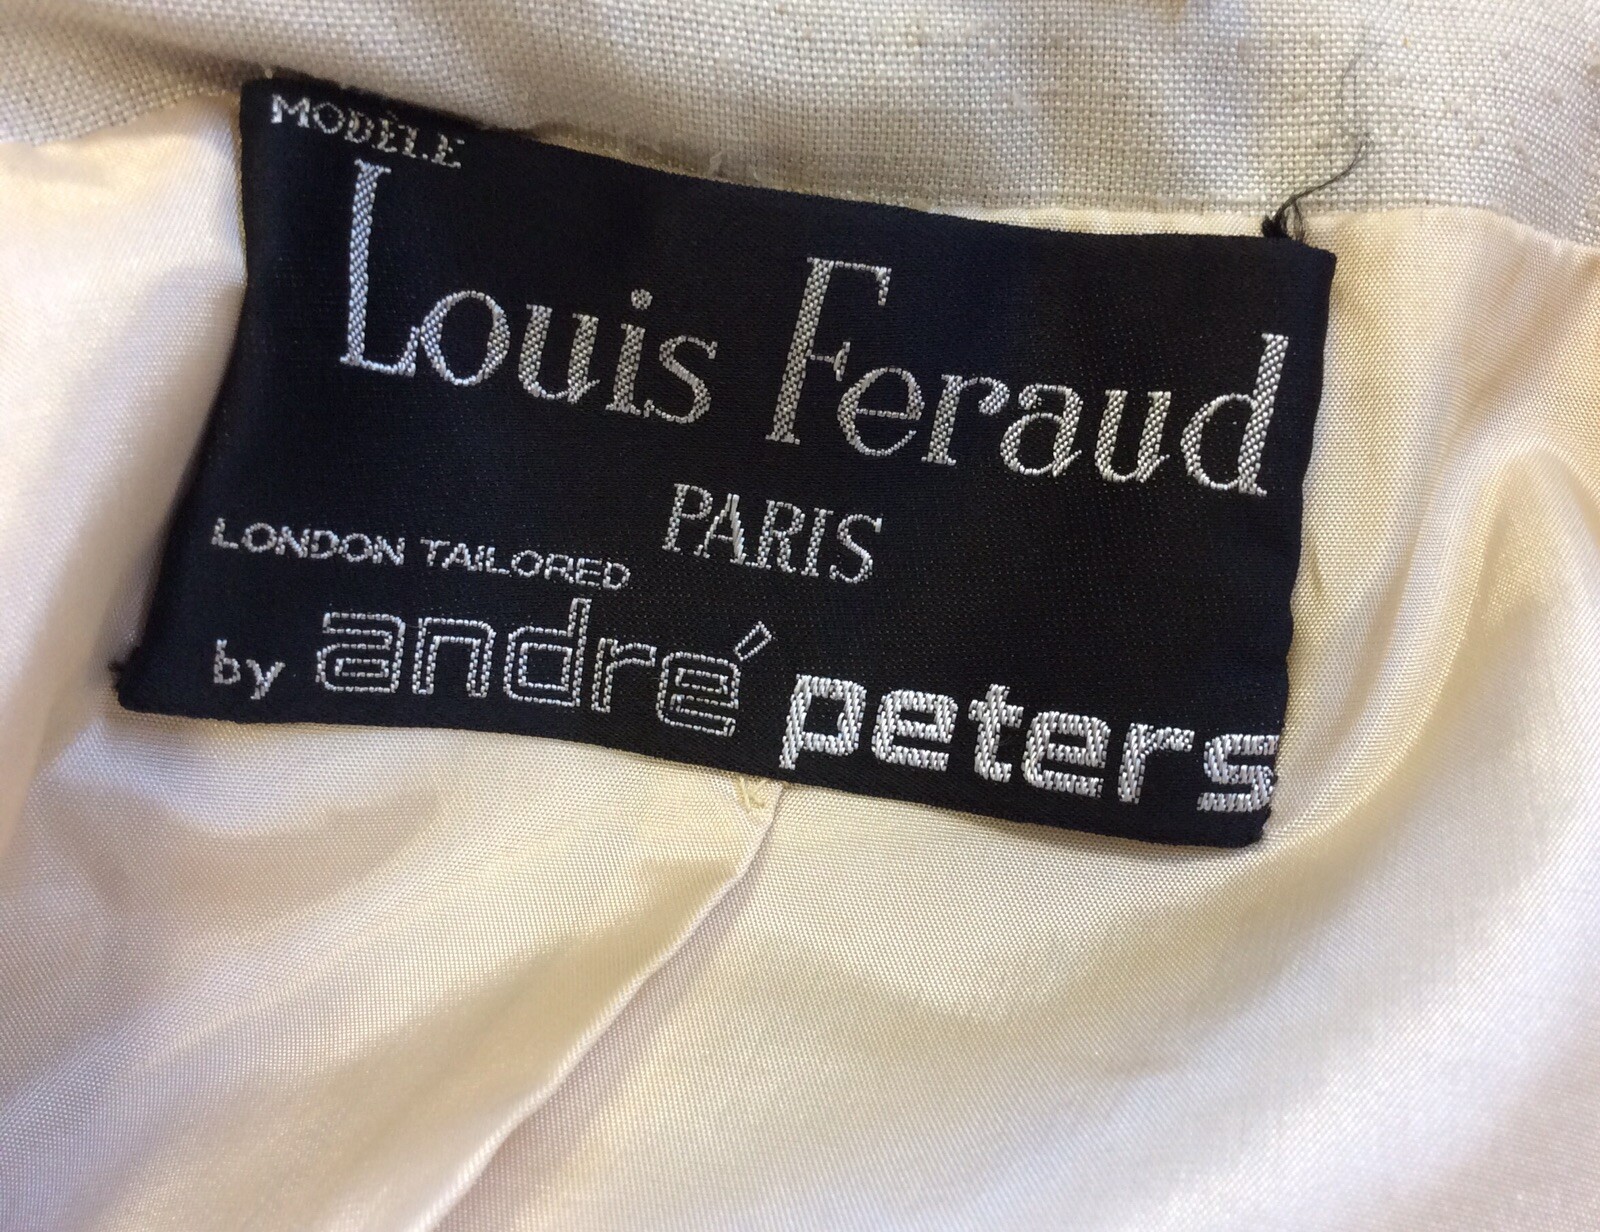 MODÈLE
Louis Feraud
PARIS
LONDON TAILORED
by andré peters